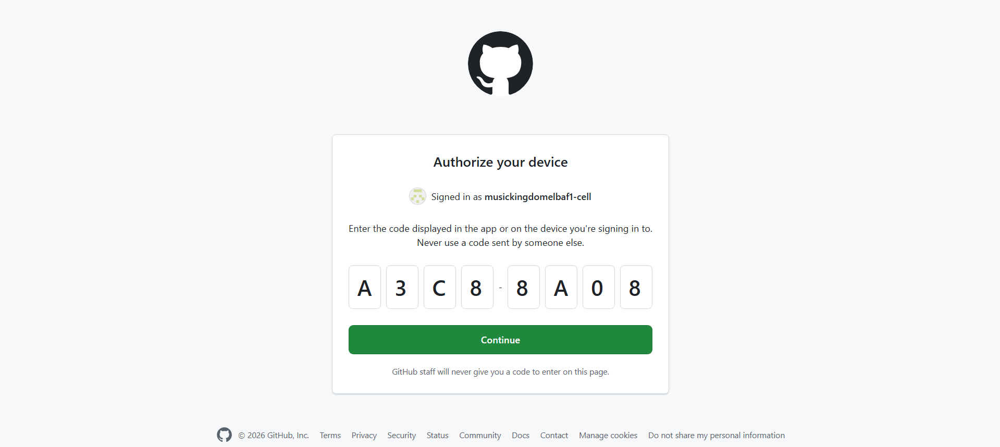 Authorize your device
Signed in as musickingdomelbaf1-cell
Enter the code displayed in the app or on the device you're signing in to.
Never use a code sent by someone else.
A 3 C 8 - 8 A 0 8
Continue
GitHub staff will never give you a code to enter on this page.
© 2026 GitHub, Inc. Terms Privacy Security Status Community Docs Contact Manage cookies Do not share my personal information